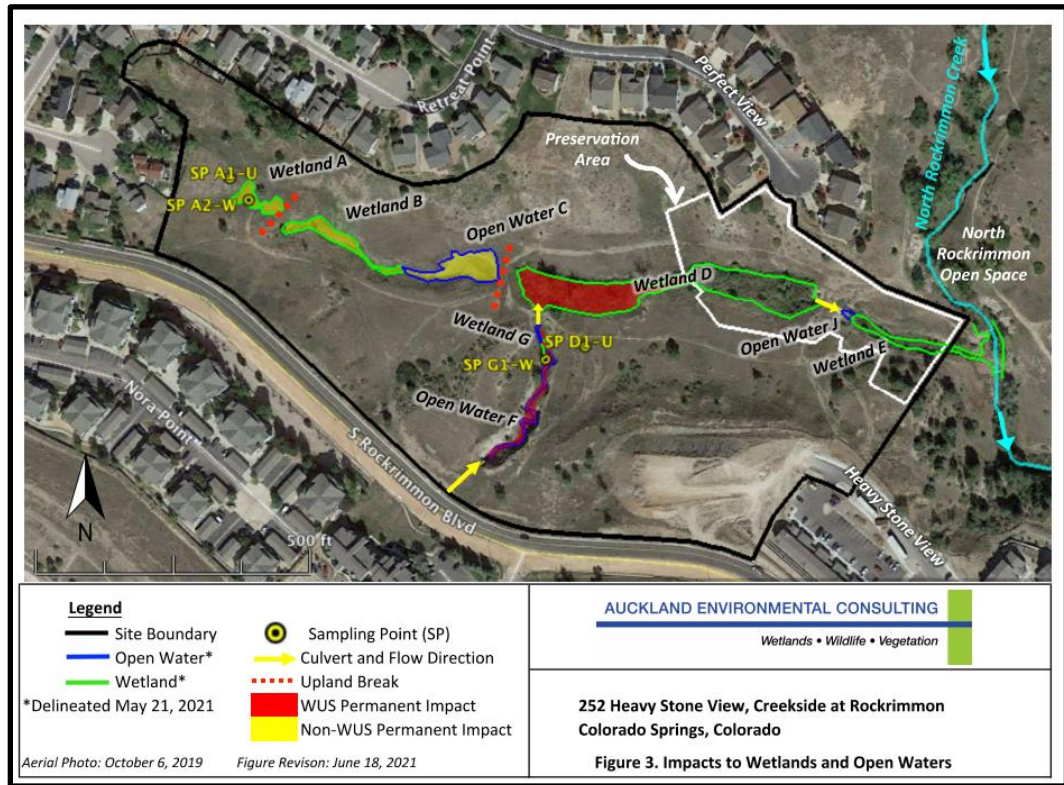 Retreat Point
Perfect View
North Rockrimmon Creek
Preservation
Area
SP A1-U
Wetland A
SP A2-W
Wetland B
Open Water C
North
Rockrimmon
Open Space
Wetland D
Wetland G
SP D1-U
SP G1-W
Open Water J
Wetland E
Open Water F
Nora Point
S Rockrimmon Blvd
Heavy Stone View
N
500 ft
Legend
Site Boundary
Open Water*
Wetland*
*Delineated May 21, 2021
Sampling Point (SP)
Culvert and Flow Direction
Upland Break
WUS Permanent Impact
Non-WUS Permanent Impact
Aerial Photo: October 6, 2019 Figure Revison: June 18, 2021
AUCKLAND ENVIRONMENTAL CONSULTING
Wetlands • Wildlife • Vegetation
252 Heavy Stone View, Creekside at Rockrimmon
Colorado Springs, Colorado
Figure 3. Impacts to Wetlands and Open Waters